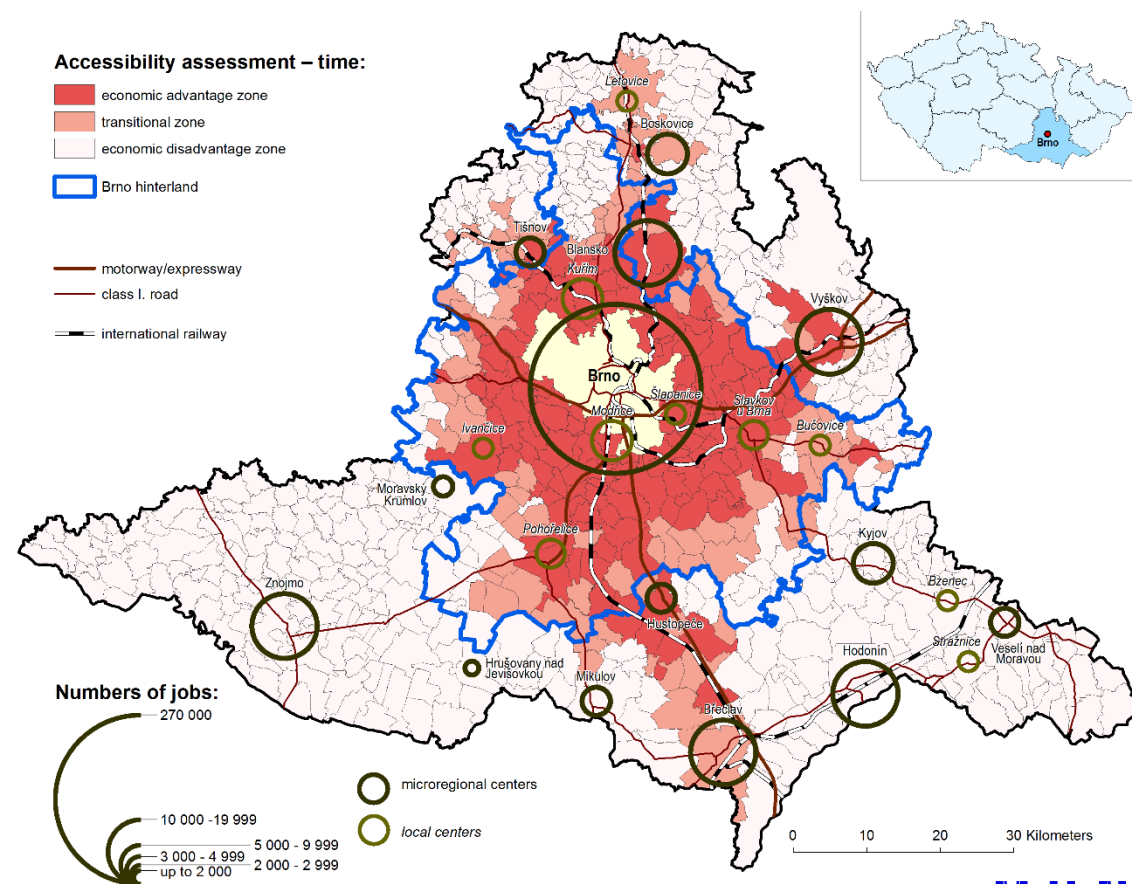 Accessibility assessment – time:
economic advantage zone
transitional zone
economic disadvantage zone
Brno hinterland
motorway/expressway
class I. road
international railway
Brno
Letovice
Boskovice
Tišnov
Blansko
Kuřim
Vyškov
Brno
Šlapanice
Modřice
Slavkov
u Brna
Bučovice
Ivančice
Moravský
Krumlov
Pohořelice
Kyjov
Znojmo
Bzenec
Hustopeče
Strážnice
Veselí nad
Moravou
Hodonín
Hrušovany nad
Jevišovkou
Mikulov
Břeclav
Numbers of jobs:
270 000
10 000 -19 999
5 000 - 9 999
3 000 - 4 999
2 000 - 2 999
up to 2 000
microregional centers
local centers
0 10 20 30 Kilometers